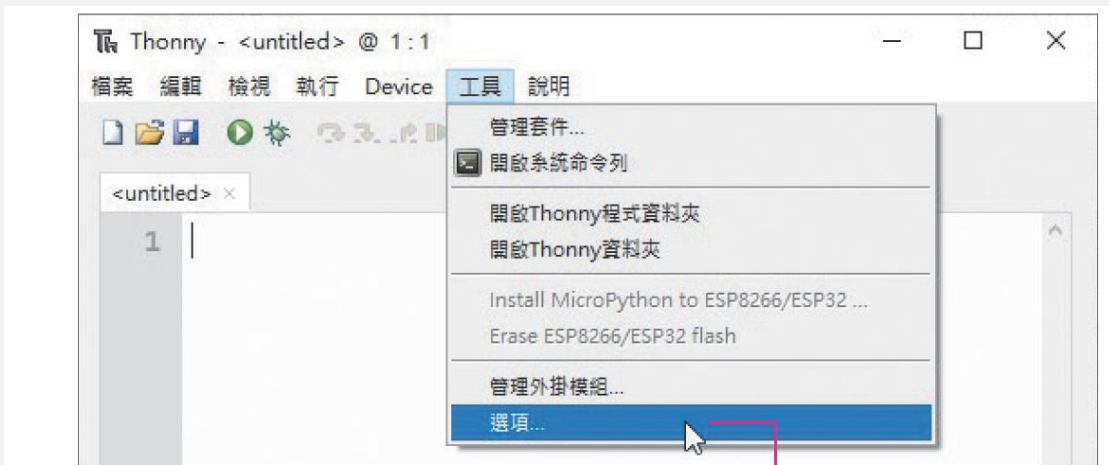 Thonny - <untitled> @ 1:1
檔案 編輯 檢視 執行 Device 工具 說明
管理套件...
開啟系統命令列
<untitled> ×
開啟Thonny程式資料夾
1
開啟Thonny資料夾
Install MicroPython to ESP8266/ESP32 ...
Erase ESP8266/ESP32 flash
管理外掛模組...
選項...